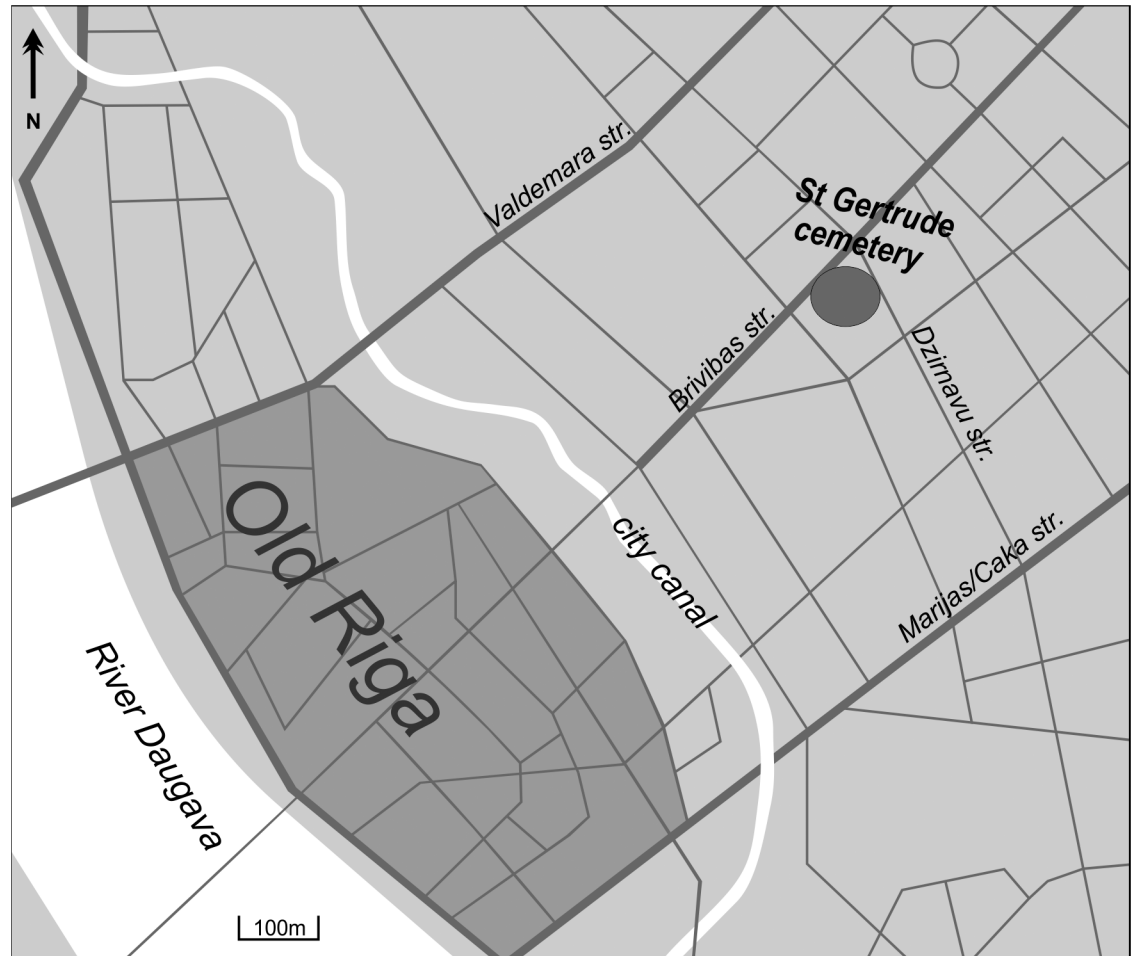 N
Valdemara str.
St Gertrude
cemetery
Brivibas str.
Dzirnavu str.
Old Riga
city canal
Marijas/Caka str.
River Daugava
100m